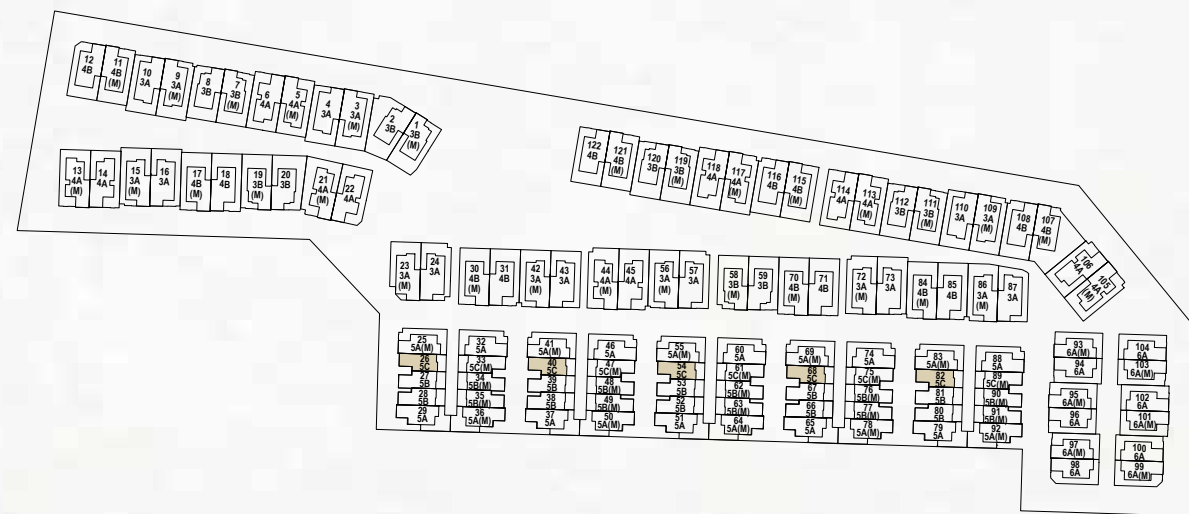 12
4B
11
4B
(M)
10
3A
9
3A
(M)
8
3B
7
3B
(M)
6
4A
5
4A
(M)
4
3A
3
3A
(M)
2
3B
1
3B
(M)
13
4A
(M)
14
4A
15
3A
(M)
16
3A
17
4B
(M)
18
4B
19
3B
(M)
20
3B
21
4A
(M)
22
4A
122
4B
121
4B
(M)
120
3B
119
3B
(M)
118
4A
117
4A
(M)
116
4B
115
4B
(M)
114
4A
113
4A
(M)
112
3B
111
3B
(M)
110
3A
109
3A
(M)
108
4B
107
4B
(M)
106
4A
105
4A
(M)
23
3A
(M)
24
3A
30
4B
(M)
31
4B
42
3A
(M)
43
3A
44
4A
(M)
45
4A
56
3A
(M)
57
3A
58
3B
(M)
59
3B
70
4B
(M)
71
4B
72
3A
(M)
73
3A
84
4B
(M)
85
4B
86
3A
(M)
87
3A
25
5A(M)
26
5C
27
5B
28
5B
29
5A
32
5A
33
5C(M)
34
5B(M)
35
5B(M)
36
5A(M)
41
5A(M)
40
5C
39
5B
38
5B
37
5A
46
5A
47
5C(M)
48
5B(M)
49
5B(M)
50
5A(M)
55
5A(M)
54
5C
53
5B
52
5B
51
5A
60
5A
61
5C(M)
62
5B(M)
63
5B(M)
64
5A(M)
69
5A(M)
68
5C
67
5B
66
5B
65
5A
74
5A
75
5C(M)
76
5B(M)
77
5B(M)
78
5A(M)
83
5A(M)
82
5C
81
5B
80
5B
79
5A
88
5A
89
5C(M)
90
5B(M)
91
5B(M)
92
5A(M)
93
6A(M)
94
6A
95
6A(M)
96
6A
97
6A(M)
98
6A
104
6A
103
6A(M)
102
6A
101
6A(M)
100
6A
99
6A(M)